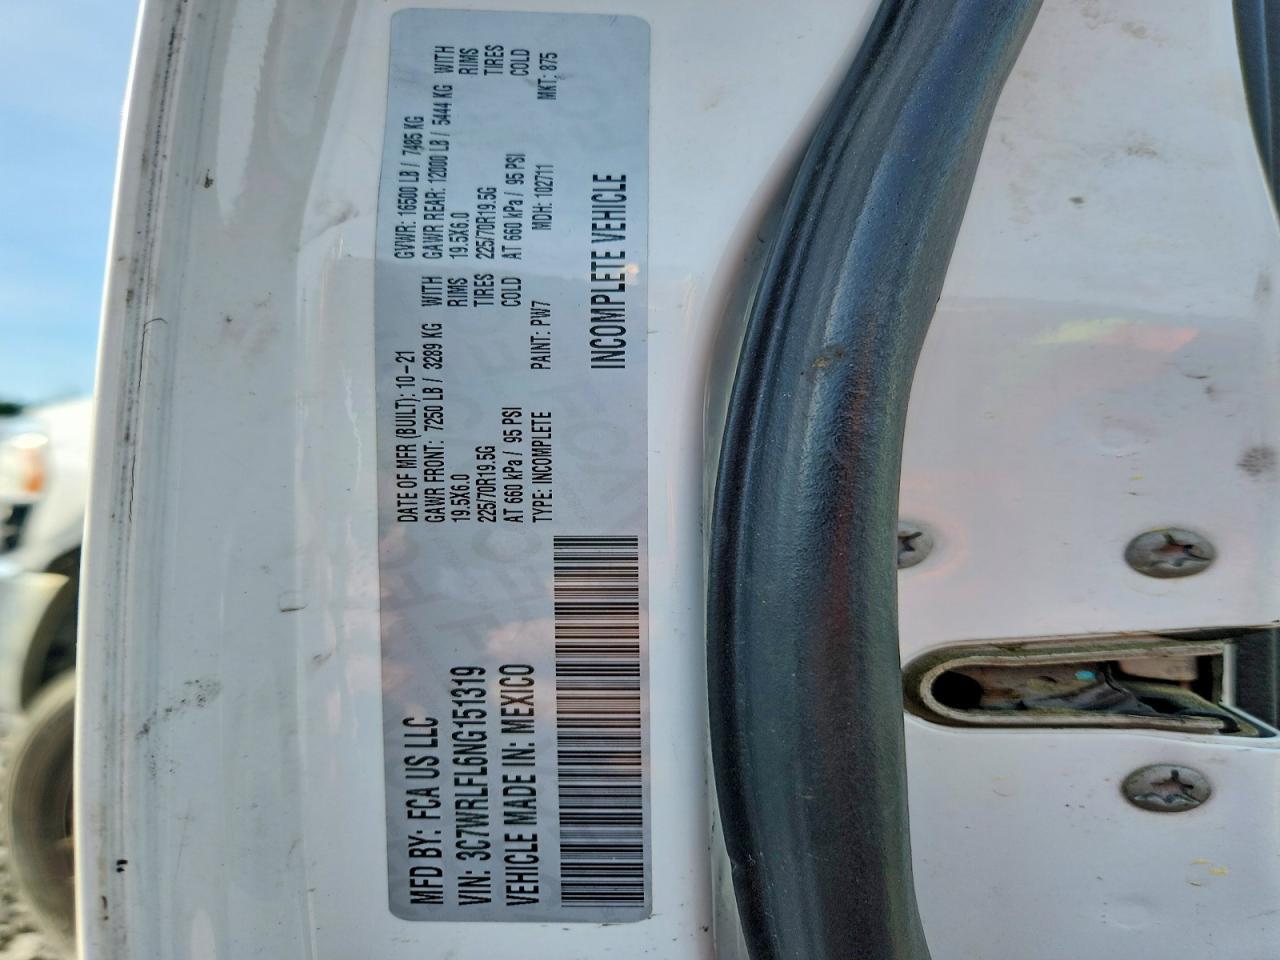 MFD BY: FCA US LLC
DATE OF MFR (BUILT): 10-21
GVWR: 16500 LB / 7485 KG
VIN: 3C7WRLFL6NG151319
GAWR FRONT: 7250 LB / 3289 KG WITH
GAWR REAR: 12000 LB / 5444 KG WITH
19.5X6.0 RIMS
19.5X6.0 RIMS
VEHICLE MADE IN: MEXICO
225/70R19.5G TIRES
225/70R19.5G TIRES
AT 660 kPa / 95 PSI COLD
AT 660 kPa / 95 PSI COLD
TYPE: INCOMPLETE PAINT: PW7 MDH: 102711 MKT: 875
INCOMPLETE VEHICLE